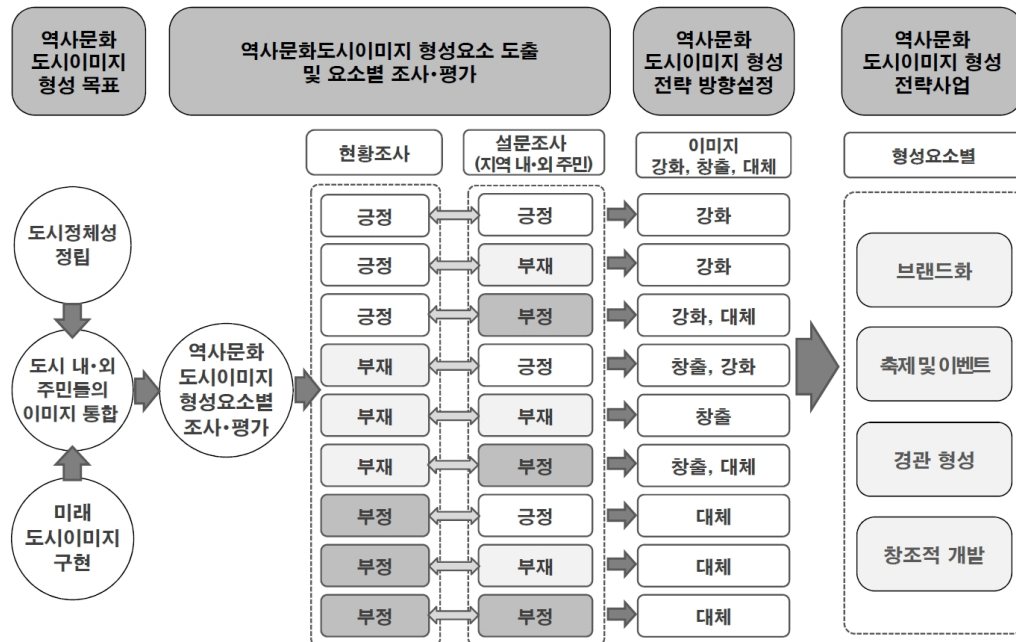 역사문화
도시이미지
형성 목표
역사문화도시이미지 형성요소 도출
및 요소별 조사·평가
역사문화
도시이미지 형성
전략 방향설정
역사문화
도시이미지 형성
전략사업
현황조사
설문조사
(지역 내·외 주민)
이미지
강화, 창출, 대체
형성요소별
도시정체성
정립
도시 내·외
주민들의
이미지 통합
미래
도시이미지
구현
역사문화
도시이미지
형성요소별
조사·평가
긍정 긍정 강화
긍정 부재 강화
긍정 부정 강화, 대체
부재 긍정 창출, 강화
부재 부재 창출
부재 부정 창출, 대체
부정 긍정 대체
부정 부재 대체
부정 부정 대체
브랜드화
축제 및 이벤트
경관 형성
창조적 개발